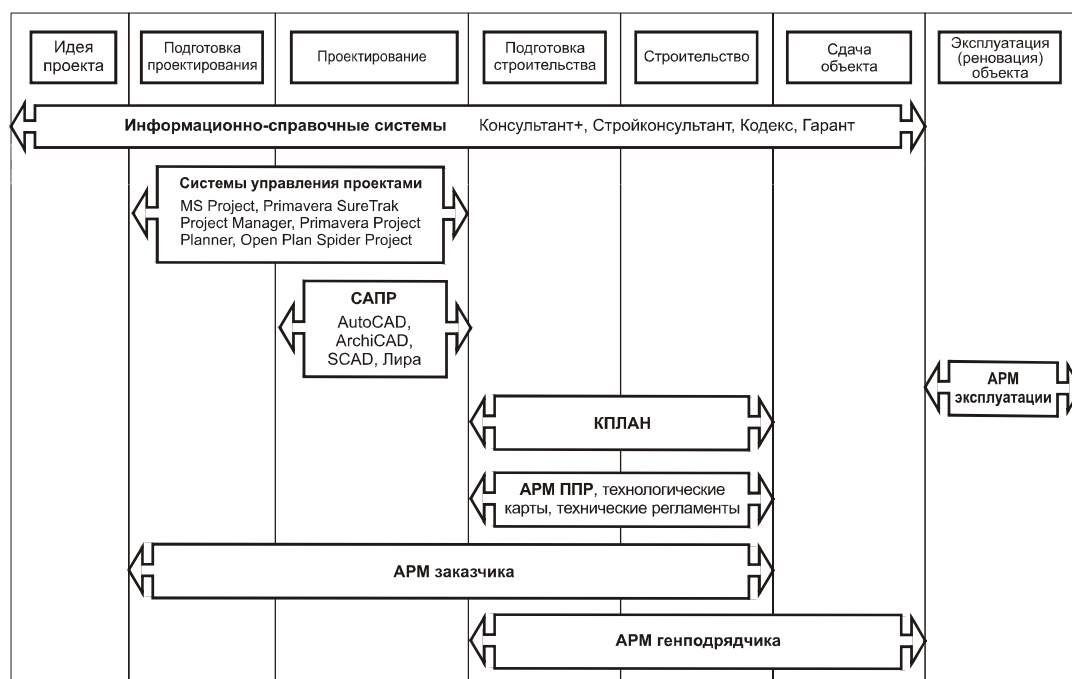 Идея
проекта
Подготовка
проектирования
Проектирование
Подготовка
строительства
Строительство
Сдача
объекта
Эксплуатация
(реновация)
объекта
Информационно-справочные системы Консультант+, Стройконсультант, Кодекс, Гарант
Системы управления проектами
MS Project, Primavera SureTrak
Project Manager, Primavera Project
Planner, Open Plan Spider Project
САПР
AutoCAD,
ArchiCAD,
SCAD, Лира
АРМ
эксплуатации
КПЛАН
АРМ ППР, технологические
карты, технические регламенты
АРМ заказчика
АРМ генподрядчика